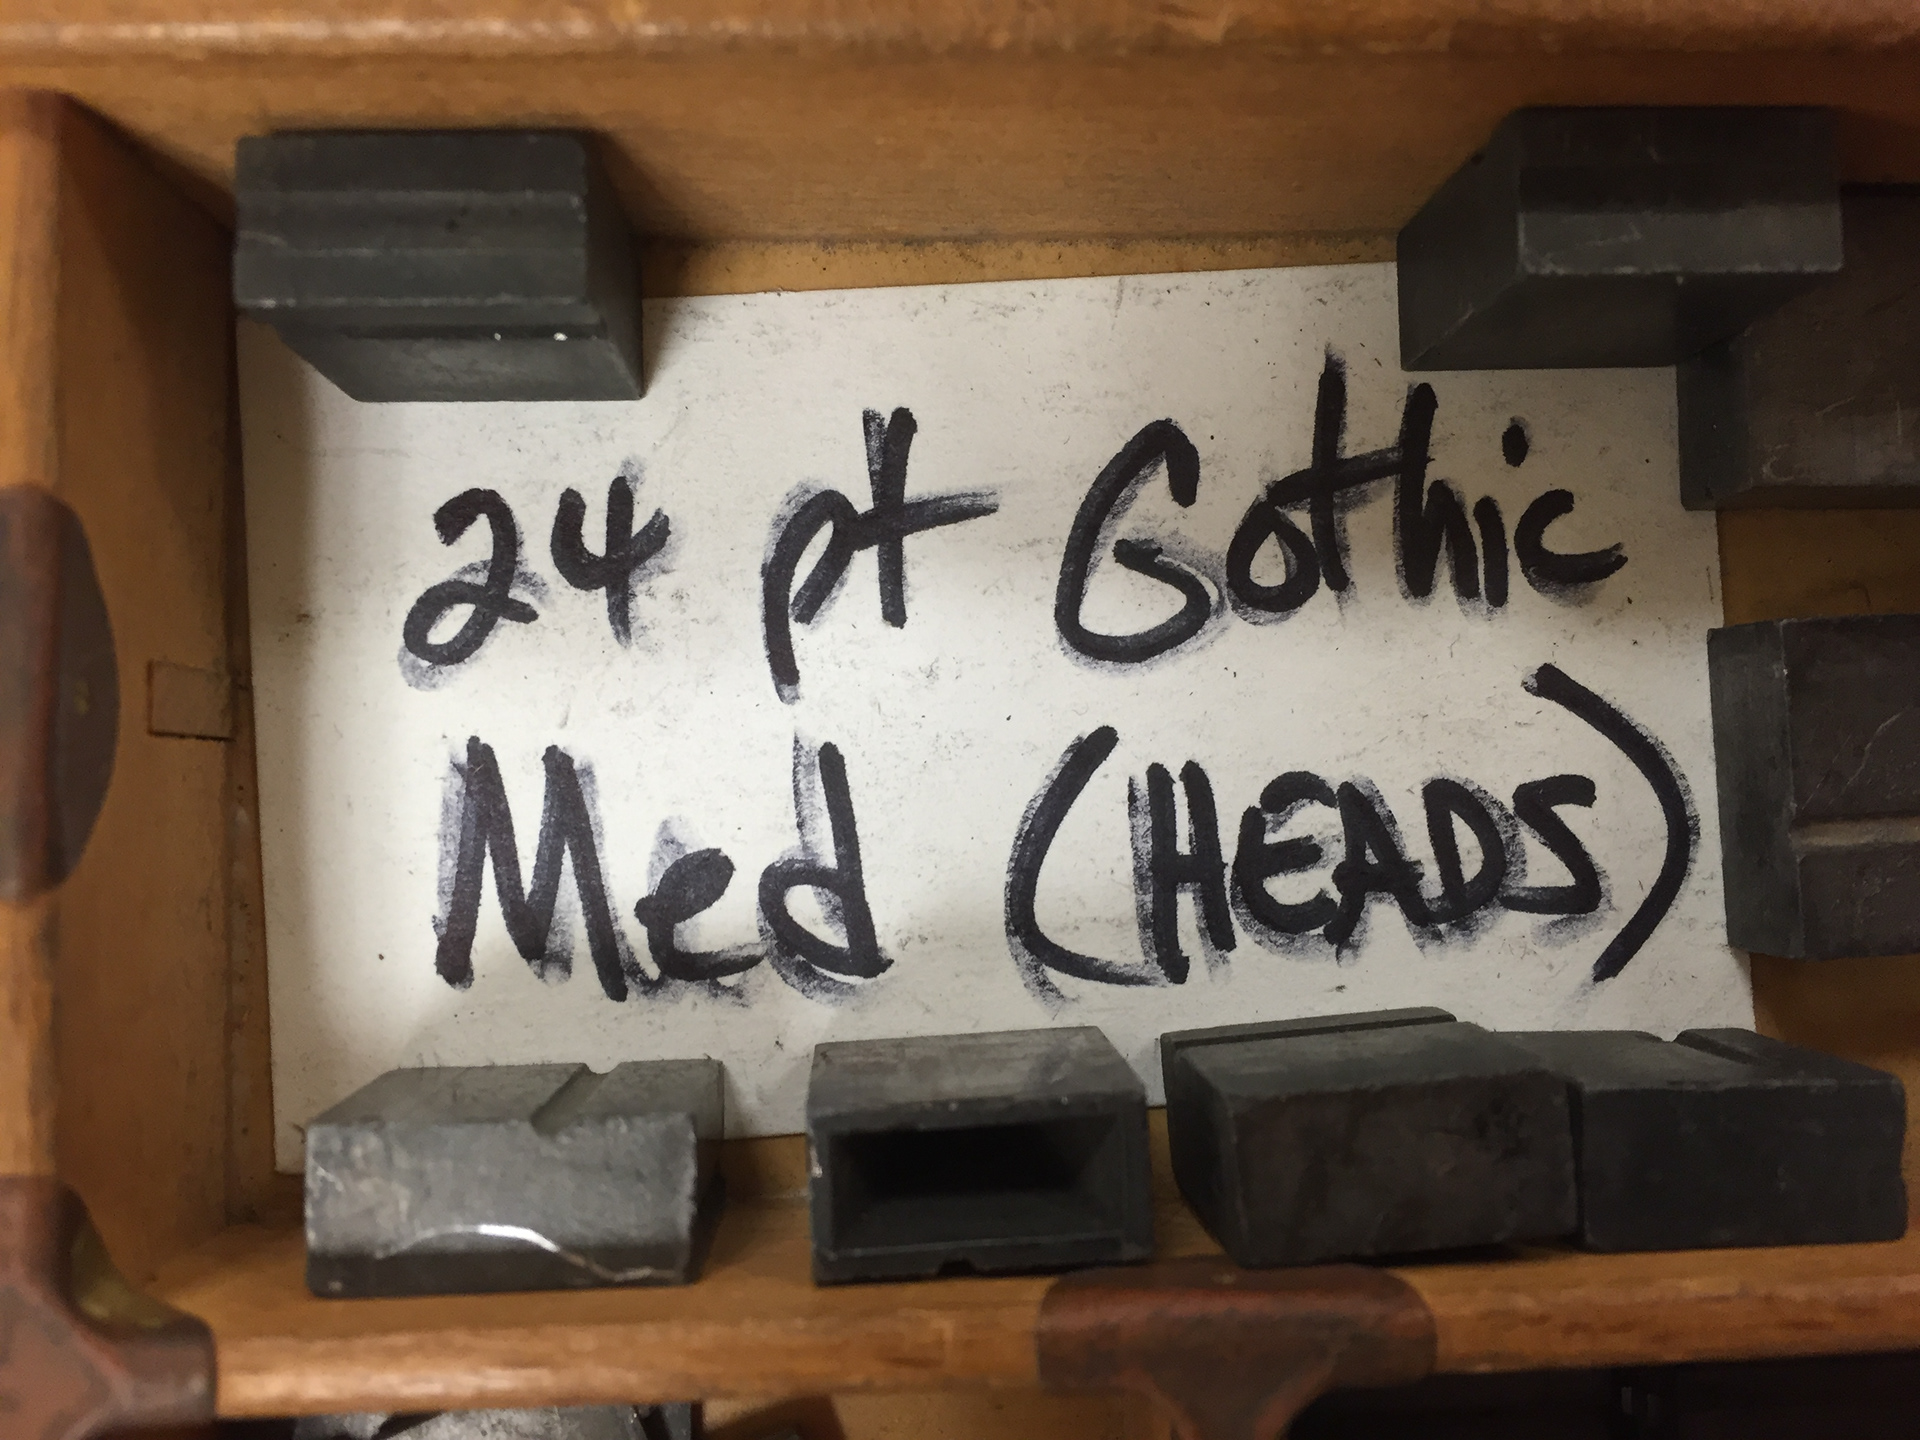 24 pt Gothic
Med (HEADS)